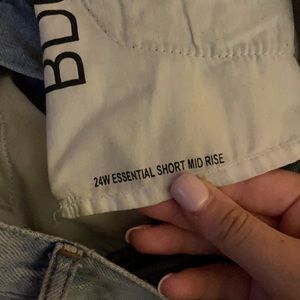 BD
24W ESSENTIAL SHORT MID RISE